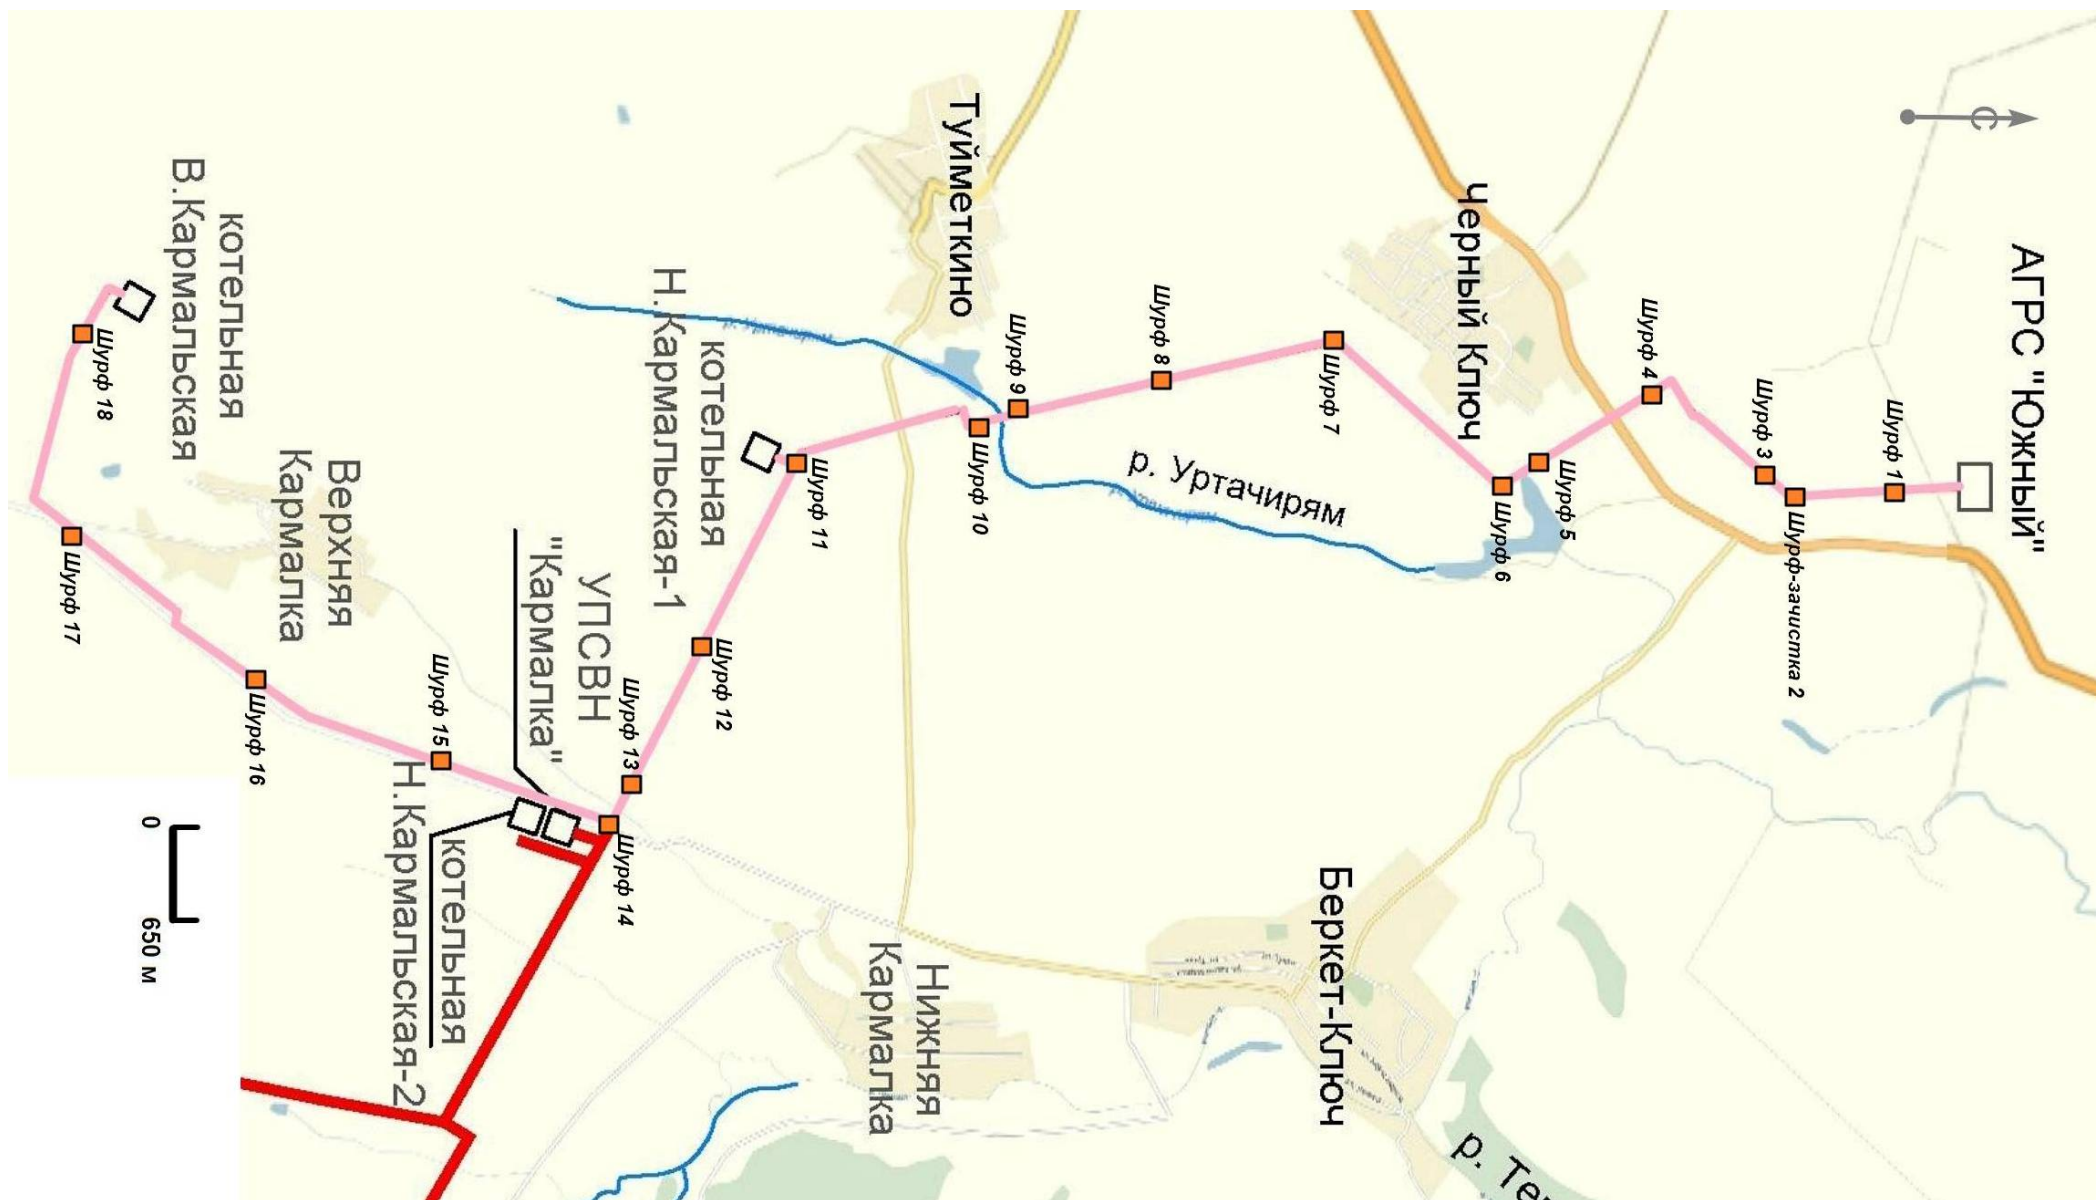 С
АГРС "Южный"
Шурф 1
Шурф-зачистка 2
Шурф 3
Шурф 4
Шурф 5
Шурф 6
Черный Ключ
р. Те
Шурф 7
Беркет-Ключ
р. Уртачирям
Шурф 8
Шурф 9
Туйметкино
Шурф 10
Нижняя
Кармалка
Шурф 11
котельная
Н.Кармальская-1
Шурф 12
Шурф 13
Шурф 14
УПСВН
"Кармалка"
котельная
Н.Кармальская-2
Шурф 15
Верхняя
Кармалка
Шурф 16
котельная
В.Кармальская
Шурф 18
Шурф 17
0
650 м